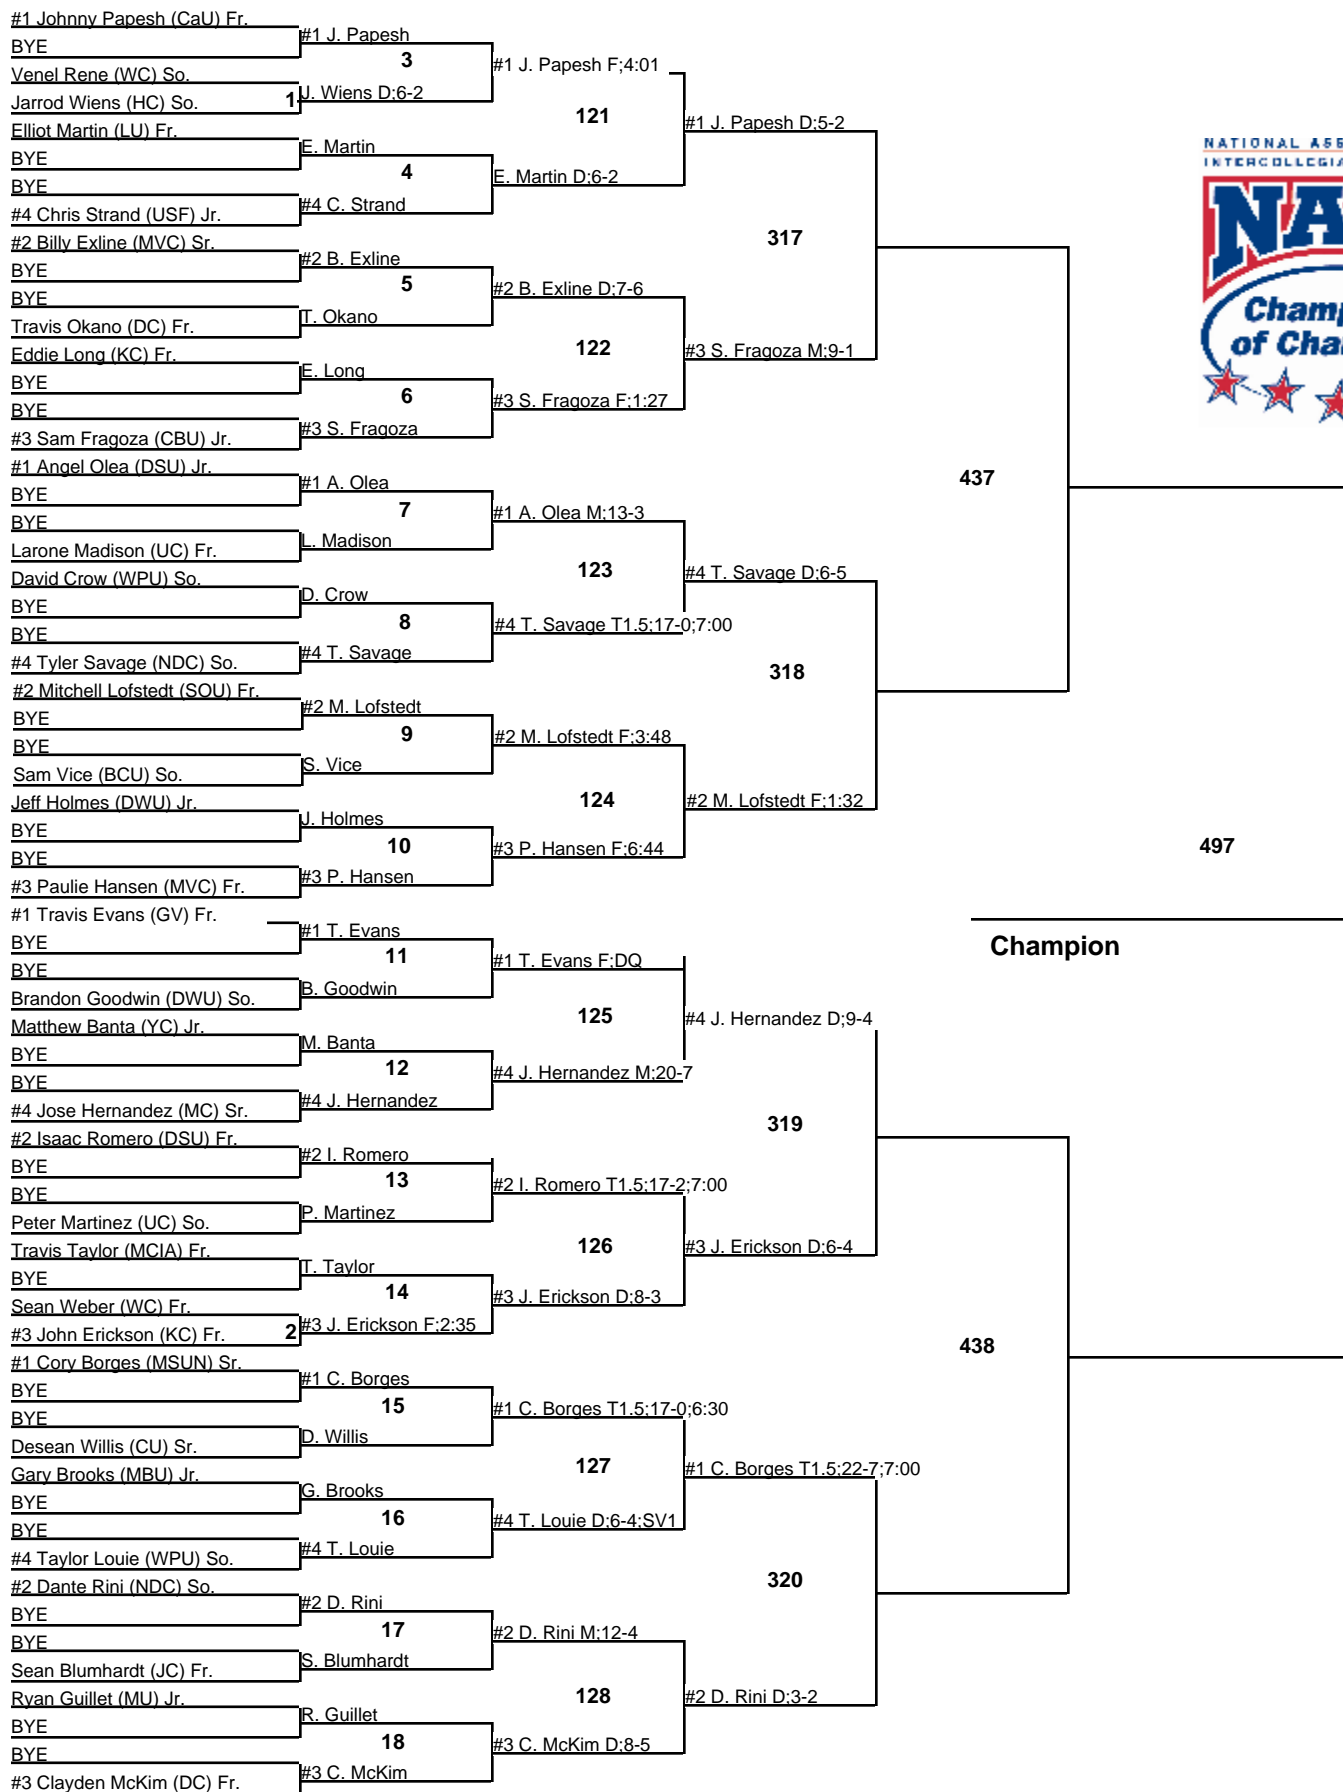 #1 Johnny Papesh (CaU) Fr.
#1 J. Papesh
BYE
3
#1 J. Papesh F;4:01
Venel Rene (WC) So.
J. Wiens D;6-2
Jarrod Wiens (HC) So.
1
121
#1 J. Papesh D;5-2
Elliot Martin (LU) Fr.
E. Martin
BYE
4
E. Martin D;6-2
BYE
#4 C. Strand
#4 Chris Strand (USF) Jr.
317
#2 Billy Exline (MVC) Sr.
#2 B. Exline
BYE
5
#2 B. Exline D;7-6
BYE
T. Okano
Travis Okano (DC) Fr.
122
#3 S. Fragoza M;9-1
Eddie Long (KC) Fr.
E. Long
BYE
6
#3 S. Fragoza F;1:27
BYE
#3 S. Fragoza
#3 Sam Fragoza (CBU) Jr.
437
#1 Angel Olea (DSU) Jr.
#1 A. Olea
BYE
7
#1 A. Olea M;13-3
BYE
L. Madison
Larone Madison (UC) Fr.
123
#4 T. Savage D;6-5
David Crow (WPU) So.
D. Crow
BYE
8
#4 T. Savage T1.5;17-0;7:00
BYE
#4 T. Savage
#4 Tyler Savage (NDC) So.
318
#2 Mitchell Lofstedt (SOU) Fr.
#2 M. Lofstedt
BYE
9
#2 M. Lofstedt F;3:48
BYE
S. Vice
Sam Vice (BCU) So.
124
#2 M. Lofstedt F;1:32
Jeff Holmes (DWU) Jr.
J. Holmes
BYE
10
#3 P. Hansen F;6:44
497
BYE
#3 P. Hansen
#3 Paulie Hansen (MVC) Fr.
#1 Travis Evans (GV) Fr.
#1 T. Evans
BYE
Champion
11
#1 T. Evans F;DQ
BYE
B. Goodwin
Brandon Goodwin (DWU) So.
125
#4 J. Hernandez D;9-4
Matthew Banta (YC) Jr.
M. Banta
BYE
12
#4 J. Hernandez M;20-7
BYE
#4 J. Hernandez
#4 Jose Hernandez (MC) Sr.
319
#2 Isaac Romero (DSU) Fr.
#2 I. Romero
BYE
13
#2 I. Romero T1.5;17-2;7:00
BYE
P. Martinez
Peter Martinez (UC) So.
126
#3 J. Erickson D;6-4
Travis Taylor (MCIA) Fr.
T. Taylor
BYE
14
#3 J. Erickson D;8-3
Sean Weber (WC) Fr.
#3 J. Erickson F;2:35
#3 John Erickson (KC) Fr.
2
438
#1 Cory Borges (MSUN) Sr.
#1 C. Borges
BYE
15
#1 C. Borges T1.5;17-0;6:30
BYE
D. Willis
Desean Willis (CU) Sr.
127
#1 C. Borges T1.5;22-7;7:00
Gary Brooks (MBU) Jr.
G. Brooks
BYE
16
#4 T. Louie D;6-4;SV1
BYE
#4 T. Louie
#4 Taylor Louie (WPU) So.
320
#2 Dante Rini (NDC) So.
#2 D. Rini
BYE
17
#2 D. Rini M;12-4
BYE
S. Blumhardt
Sean Blumhardt (JC) Fr.
128
#2 D. Rini D;3-2
Ryan Guillet (MU) Jr.
R. Guillet
BYE
18
#3 C. McKim D;8-5
BYE
#3 C. McKim
#3 Clayden McKim (DC) Fr.
NATIONAL ASS
INTERCOLLEGIA
NA
Champ
of Cha